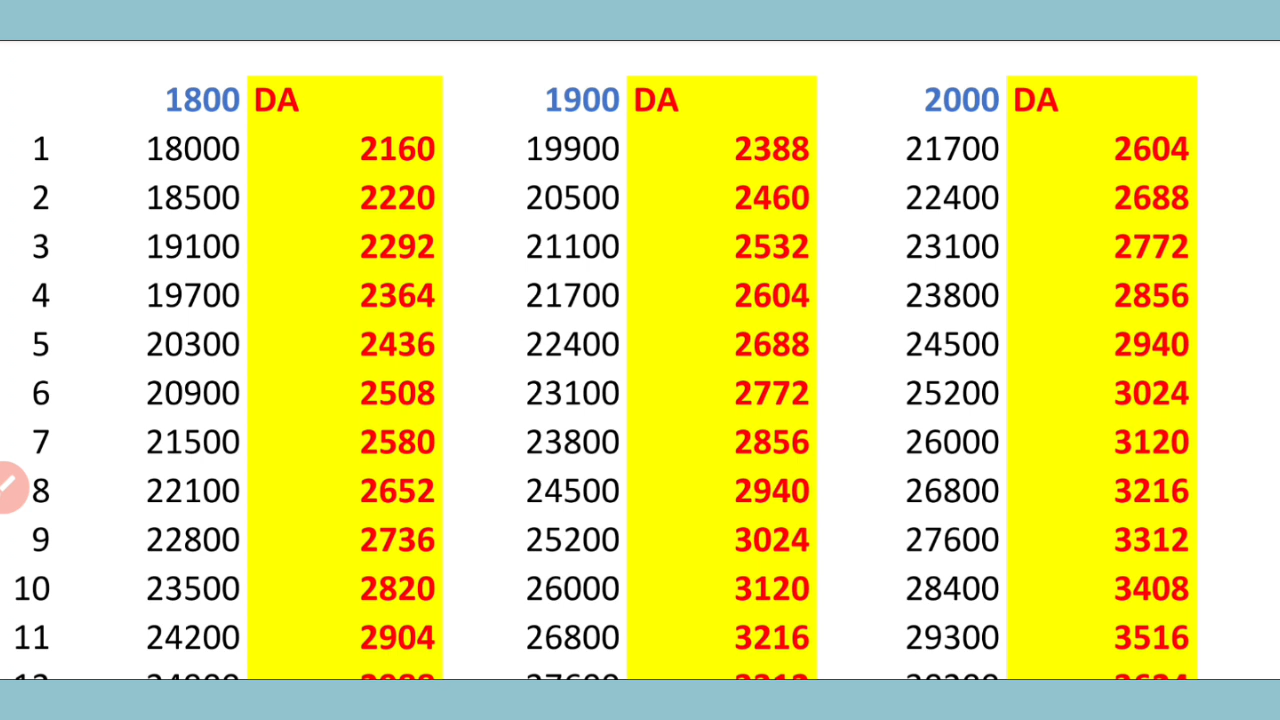 1800 DA 1900 DA 2000 DA
1 18000 2160 19900 2388 21700 2604
2 18500 2220 20500 2460 22400 2688
3 19100 2292 21100 2532 23100 2772
4 19700 2364 21700 2604 23800 2856
5 20300 2436 22400 2688 24500 2940
6 20900 2508 23100 2772 25200 3024
7 21500 2580 23800 2856 26000 3120
8 22100 2652 24500 2940 26800 3216
9 22800 2736 25200 3024 27600 3312
10 23500 2820 26000 3120 28400 3408
11 24200 2904 26800 3216 29300 3516